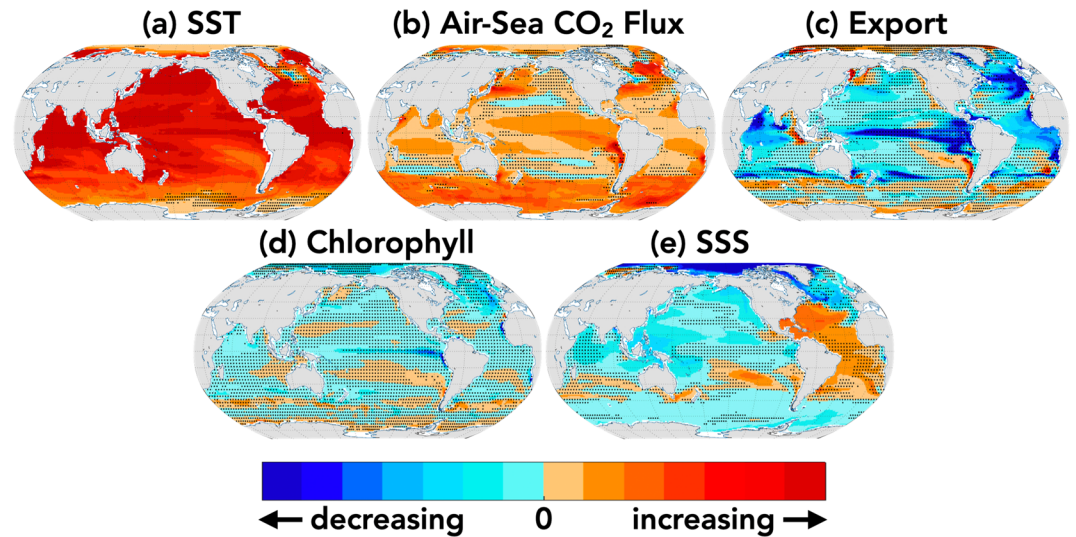 (a) SST
(b) Air-Sea CO₂ Flux
(c) Export
(d) Chlorophyll
(e) SSS
decreasing 0 increasing